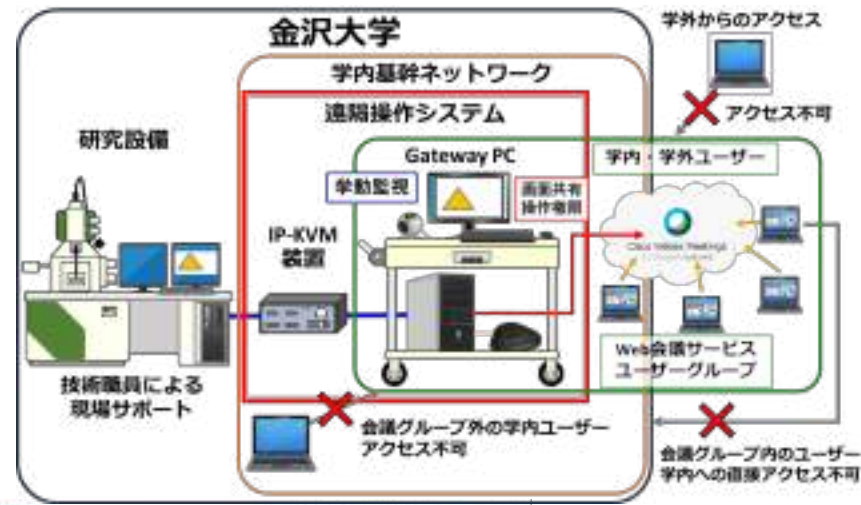 金沢大学
学外からのアクセス
学内基幹ネットワーク
アクセス不可
遠隔操作システム
研究設備
Gateway PC
学内・学外ユーザー
挙動監視
画面共有
操作権限
IP-KVM
装置
Cisco Webex Meetings
Web会議サービス
ユーザーグループ
技術職員による
現場サポート
会議グループ外の学内ユーザー
アクセス不可
会議グループ内のユーザー
学内への直接アクセス不可